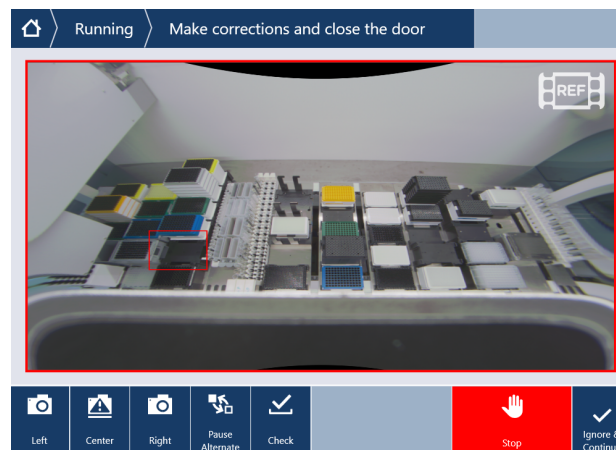 Running
Make corrections and close the door
REF
Left
Center
Right
Pause
Alternate
Check
Stop
Ignore &
Continu